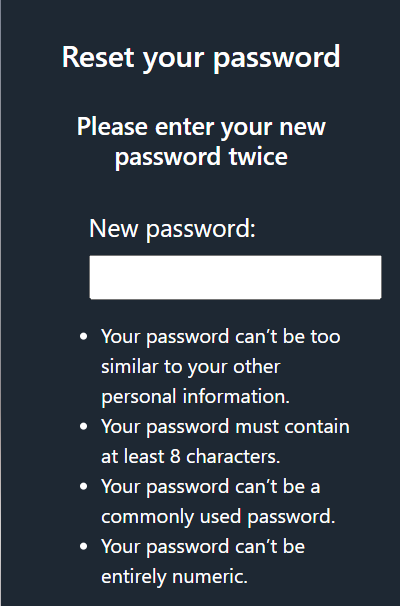 Reset your password
Please enter your new
password twice
New password:
• Your password can’t be too
similar to your other
personal information.
• Your password must contain
at least 8 characters.
• Your password can’t be a
commonly used password.
• Your password can’t be
entirely numeric.